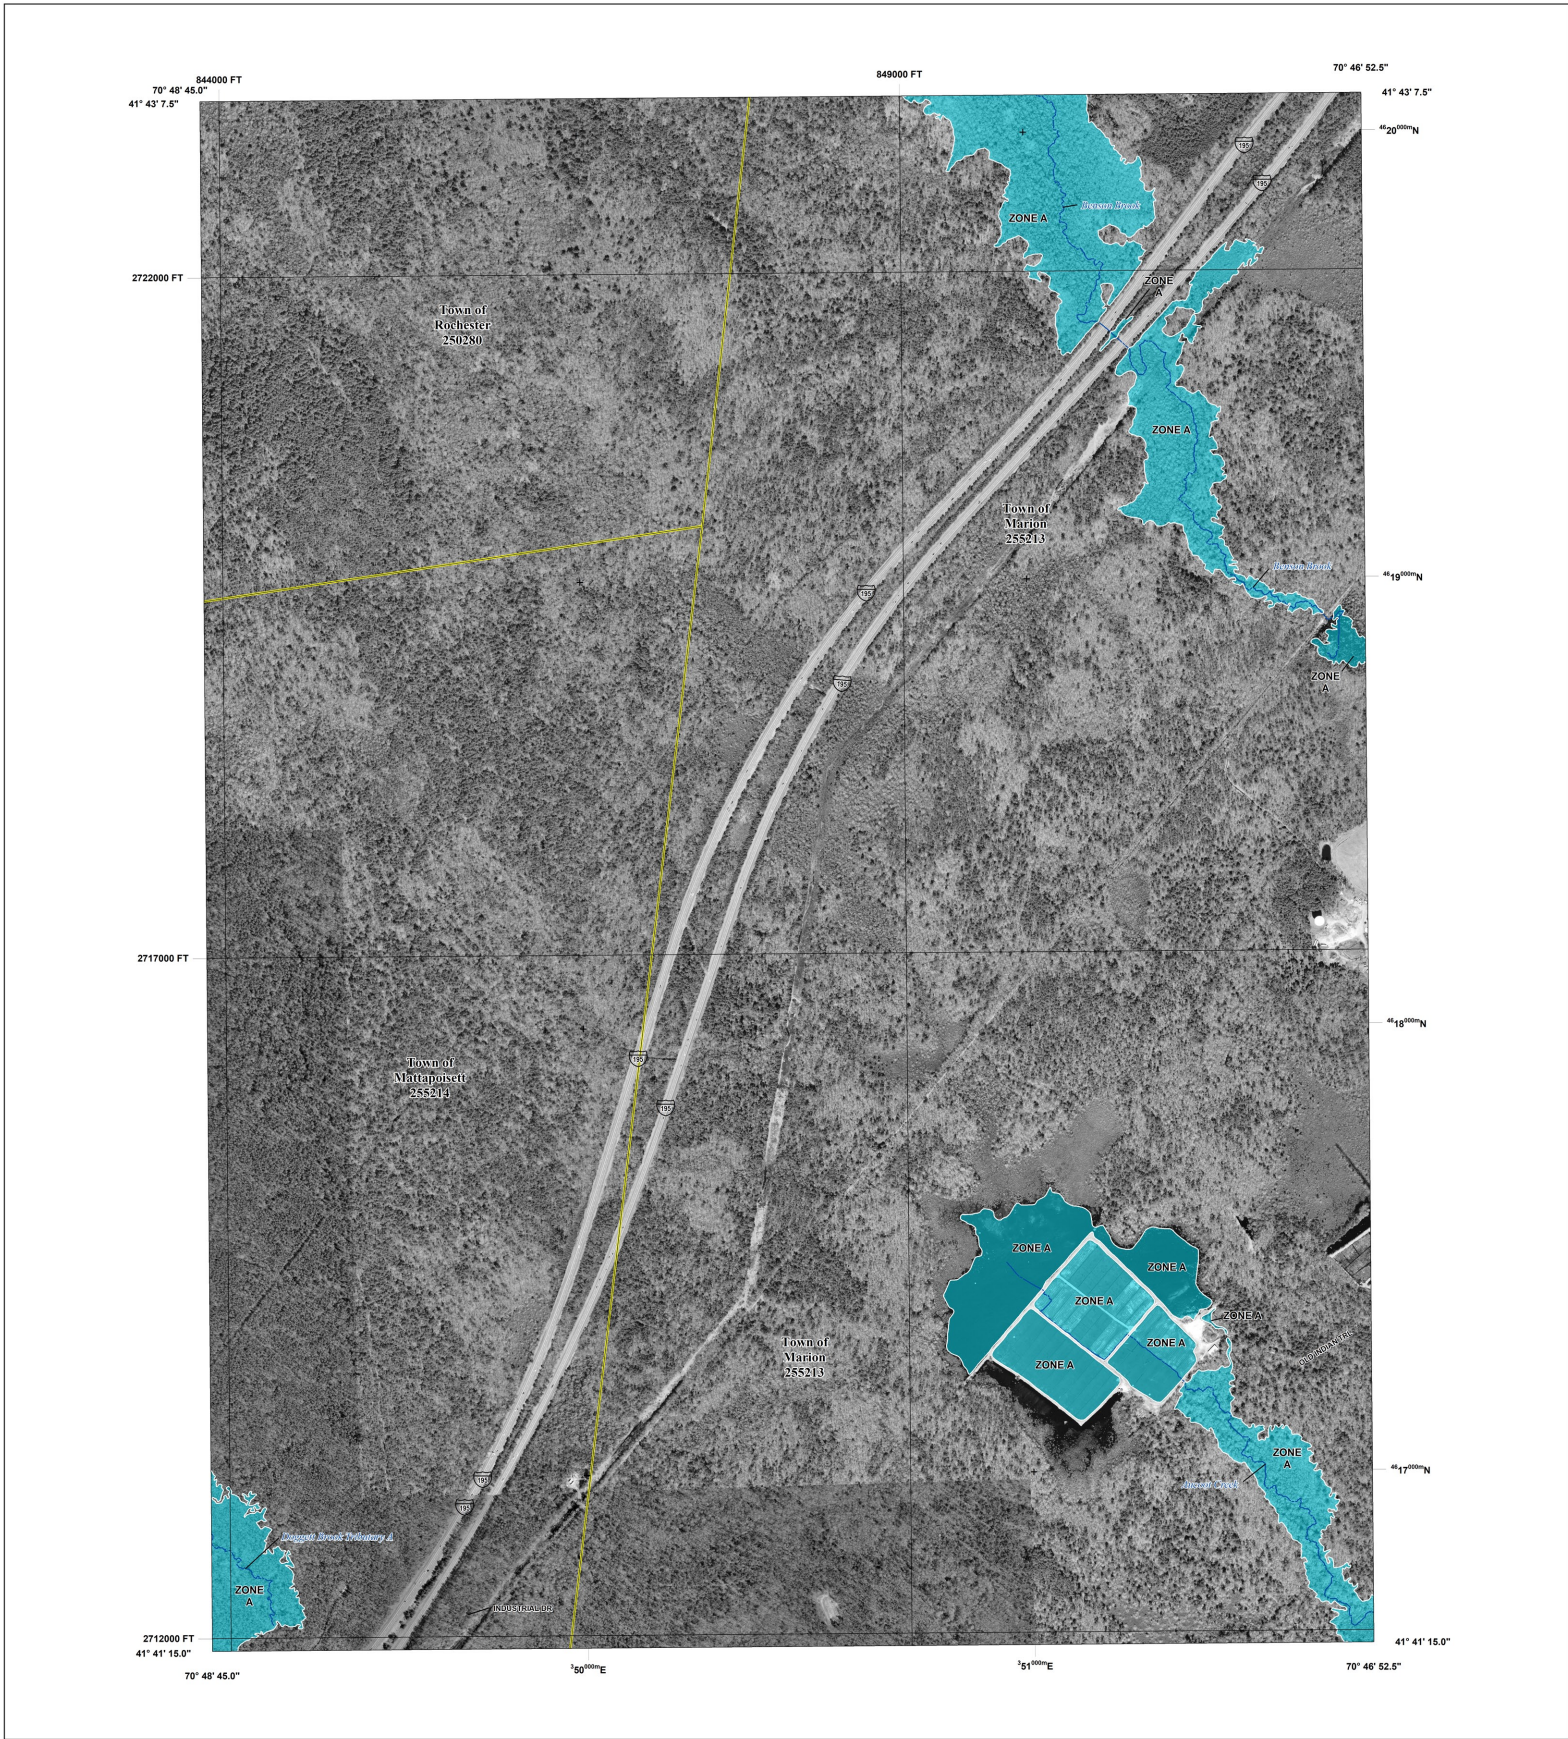 844000 FT
849000 FT
70° 46' 52.5"
70° 48' 45.0"
41° 43' 7.5"
41° 43' 7.5"
4620000mN
195
195
Benson Brook
ZONE A
2722000 FT
ZONE
A
Town of
Rochester
250280
ZONE A
Town of
Marion
255213
Benson Brook
4619000mN
195
ZONE
A
195
2717000 FT
4618000mN
195
Town of
Mattapoisett
255214
195
ZONE A
ZONE A
ZONE A
ZONE A
ZONE A
Town of
Marion
255213
ZONE A
ZONE A
OLD INDIAN TRL
ZONE
A
4617000mN
195
Aucoot Creek
195
Doggett Brook Tributary A
ZONE
A
INDUSTRIAL DR
2712000 FT
41° 41' 15.0"
41° 41' 15.0"
70° 48' 45.0"
350000mE
351000mE
70° 46' 52.5"